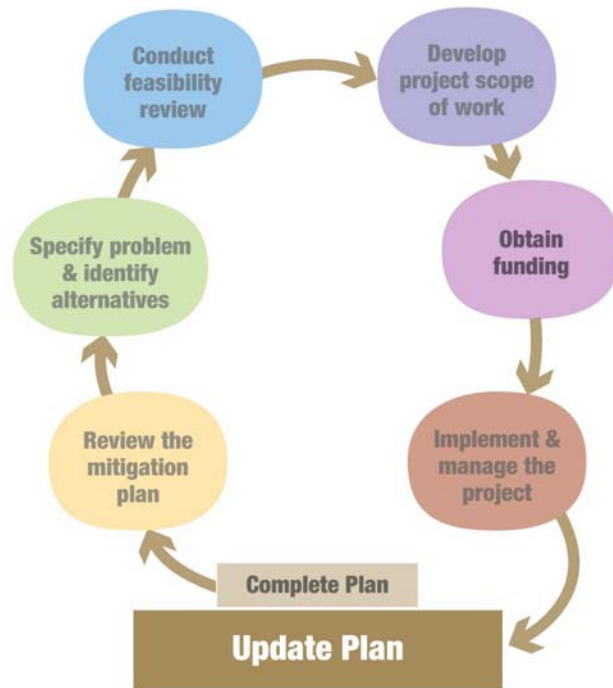 Conduct
feasibility
review
Develop
project scope
of work
Specify problem
& identify
alternatives
Obtain
funding
Review the
mitigation
plan
Implement &
manage the
project
Complete Plan
Update Plan